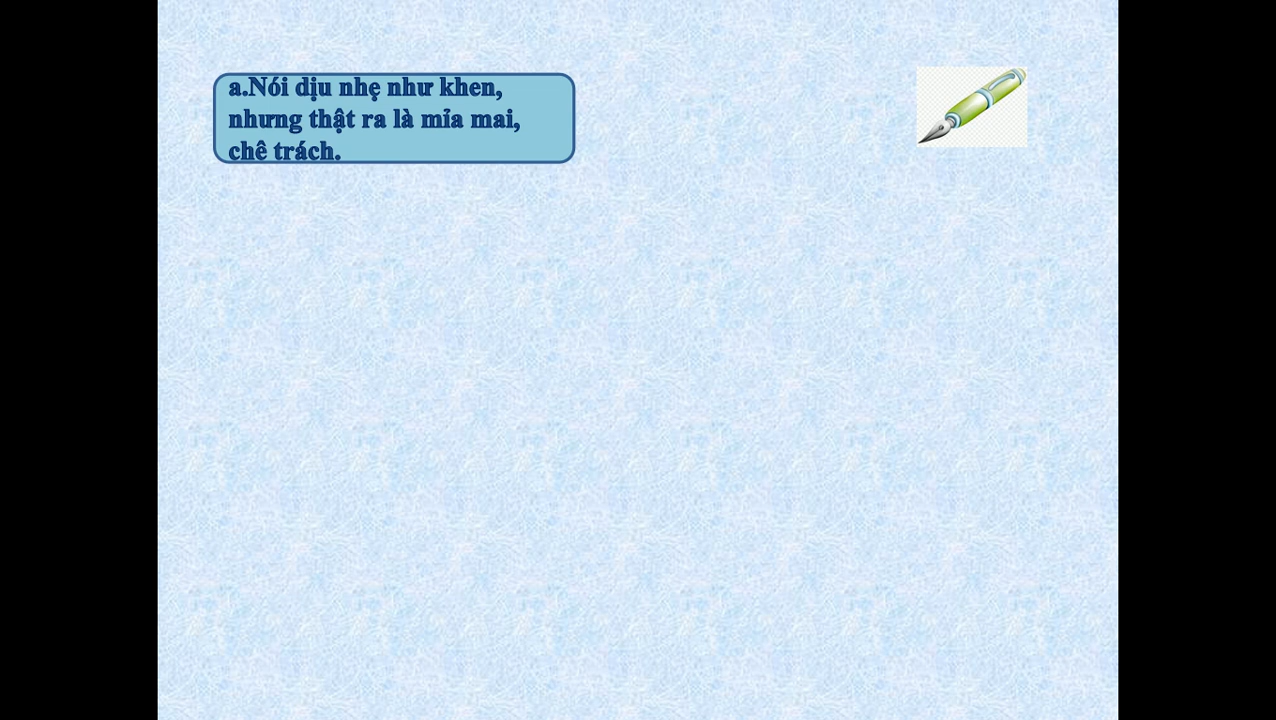 a.Nói dịu nhẹ như khen,
nhưng thật ra là mỉa mai,
chê trách.